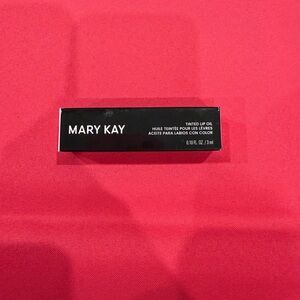 MARY KAY
TINTED LIP OIL
HUILE TEINTÉE POUR LES LÈVRES
ACEITE PARA LABIOS CON COLOR
0.10 FL. OZ. / 3 ml